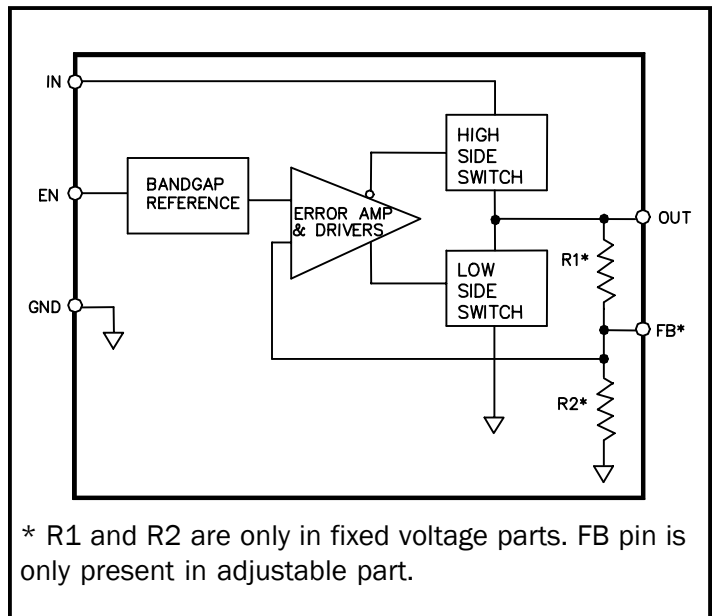 IN
HIGH
SIDE
SWITCH
EN
BANDGAP
REFERENCE
ERROR AMP
& DRIVERS
OUT
R1*
LOW
SIDE
SWITCH
GND
FB*
R2*
* R1 and R2 are only in fixed voltage parts. FB pin is
only present in adjustable part.